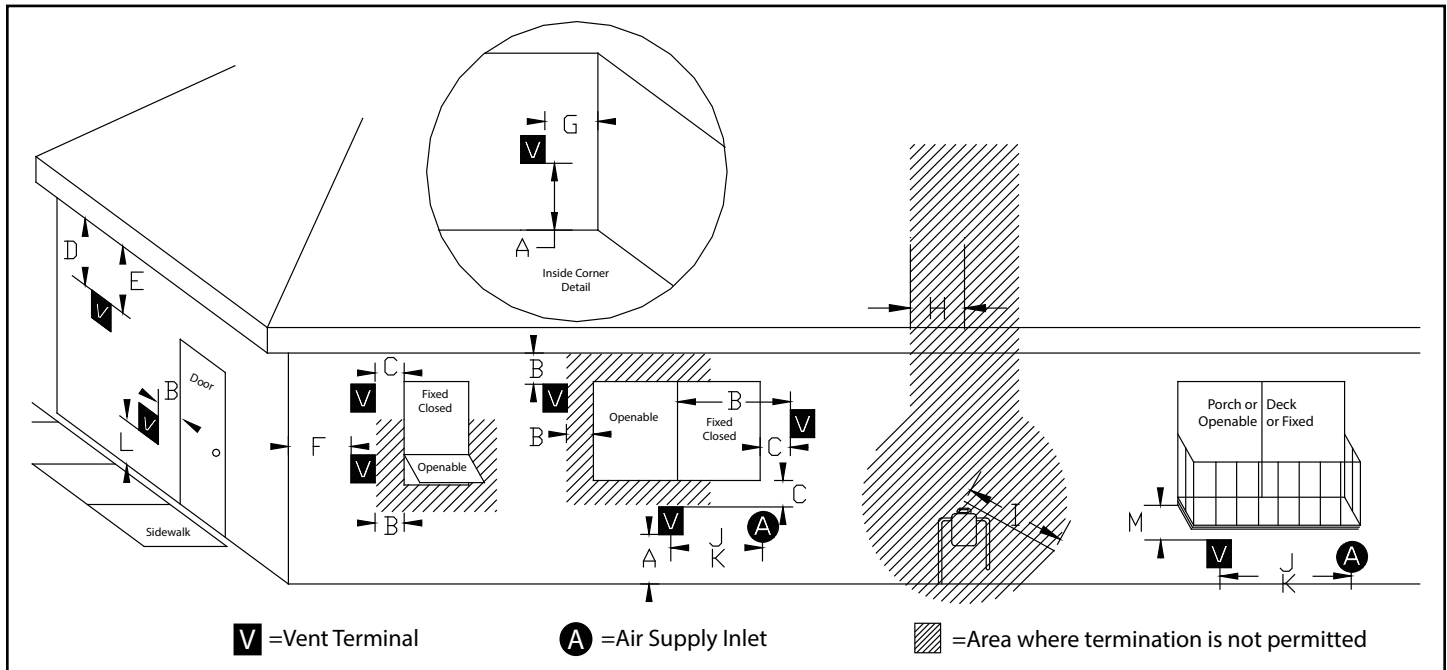 G
V
A
Inside Corner
Detail
D
E
V
H
B
Door
V
L
Sidewalk
C
V
Fixed
Closed
F
V
Openable
B
B
V
B
Openable
B
Fixed
Closed
V
C
C
V
A
A
J
K
I
Porch or
Openable
Deck
or Fixed
M
V
J
K
A
V =Vent Terminal
A =Air Supply Inlet
=Area where termination is not permitted